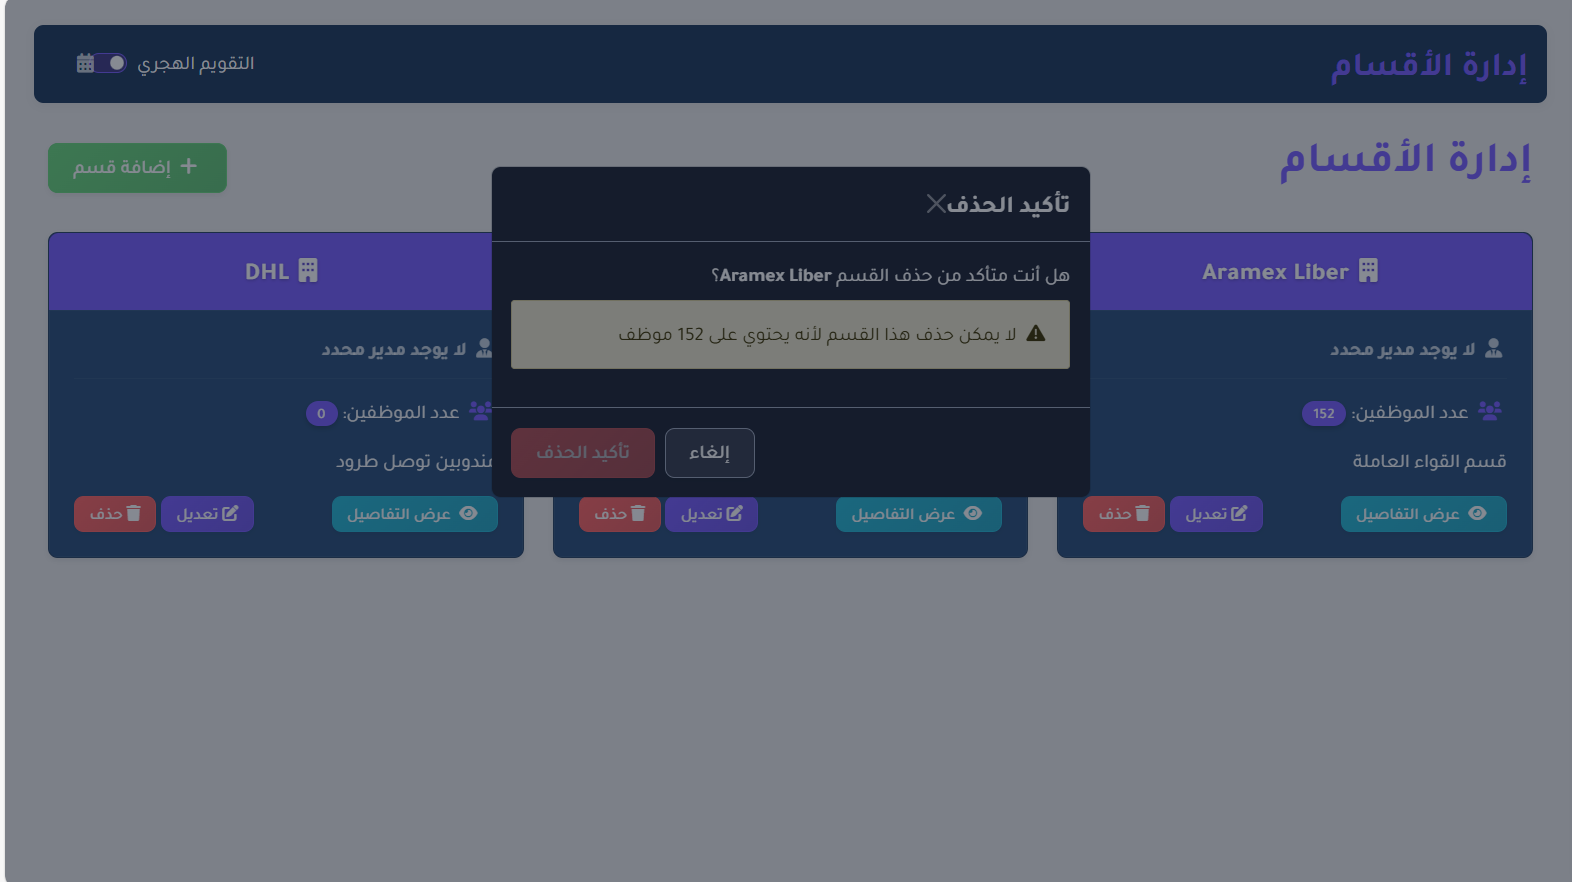 إدارة الأقسام
التقويم الهجري
إدارة الأقسام
إضافة قسم
تأكيد الحذف
هل أنت متأكد من حذف القسم Aramex Liber؟
لا يمكن حذف هذا القسم لأنه يحتوي على 152 موظف
إلغاء
تأكيد الحذف
Aramex Liber
لا يوجد مدير محدد
عدد الموظفين: 152
قسم القواء العاملة
عرض التفاصيل
تعديل
حذف
عرض التفاصيل
تعديل
حذف
DHL
لا يوجد مدير محدد
عدد الموظفين: 0
مندوبين توصل طرود
عرض التفاصيل
تعديل
حذف